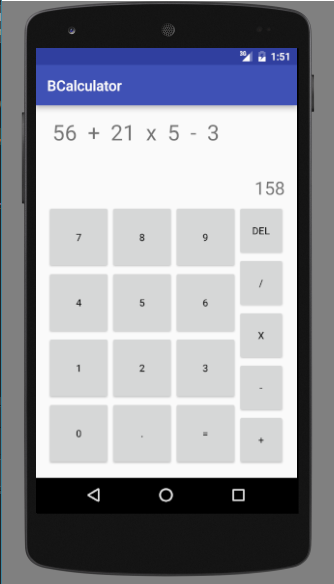 3G 1:51
BCalculator
56 + 21 x 5 - 3
158
7 8 9 DEL
/
4 5 6
X
1 2 3
-
0 . =
+